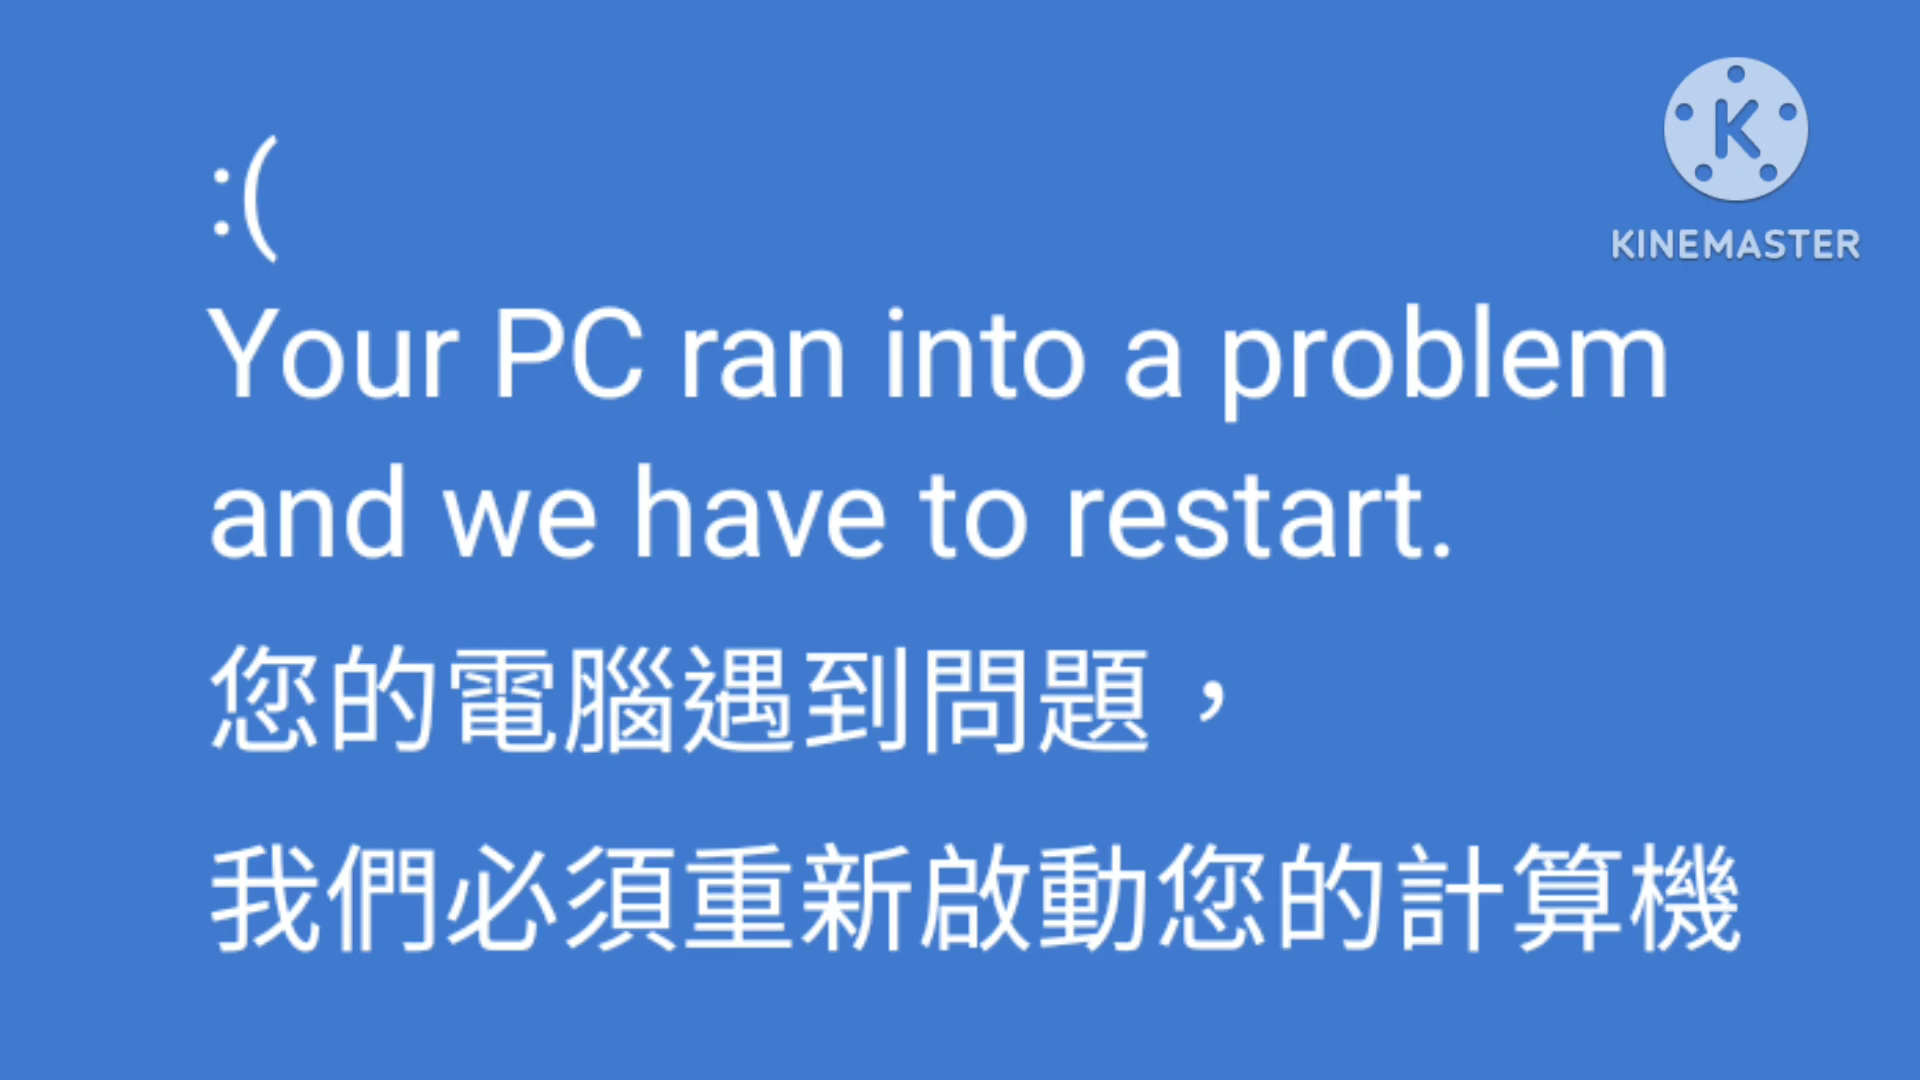 :(
K
KINEMASTER
Your PC ran into a problem
and we have to restart.
您的電腦遇到問題，
我們必須重新啟動您的計算機